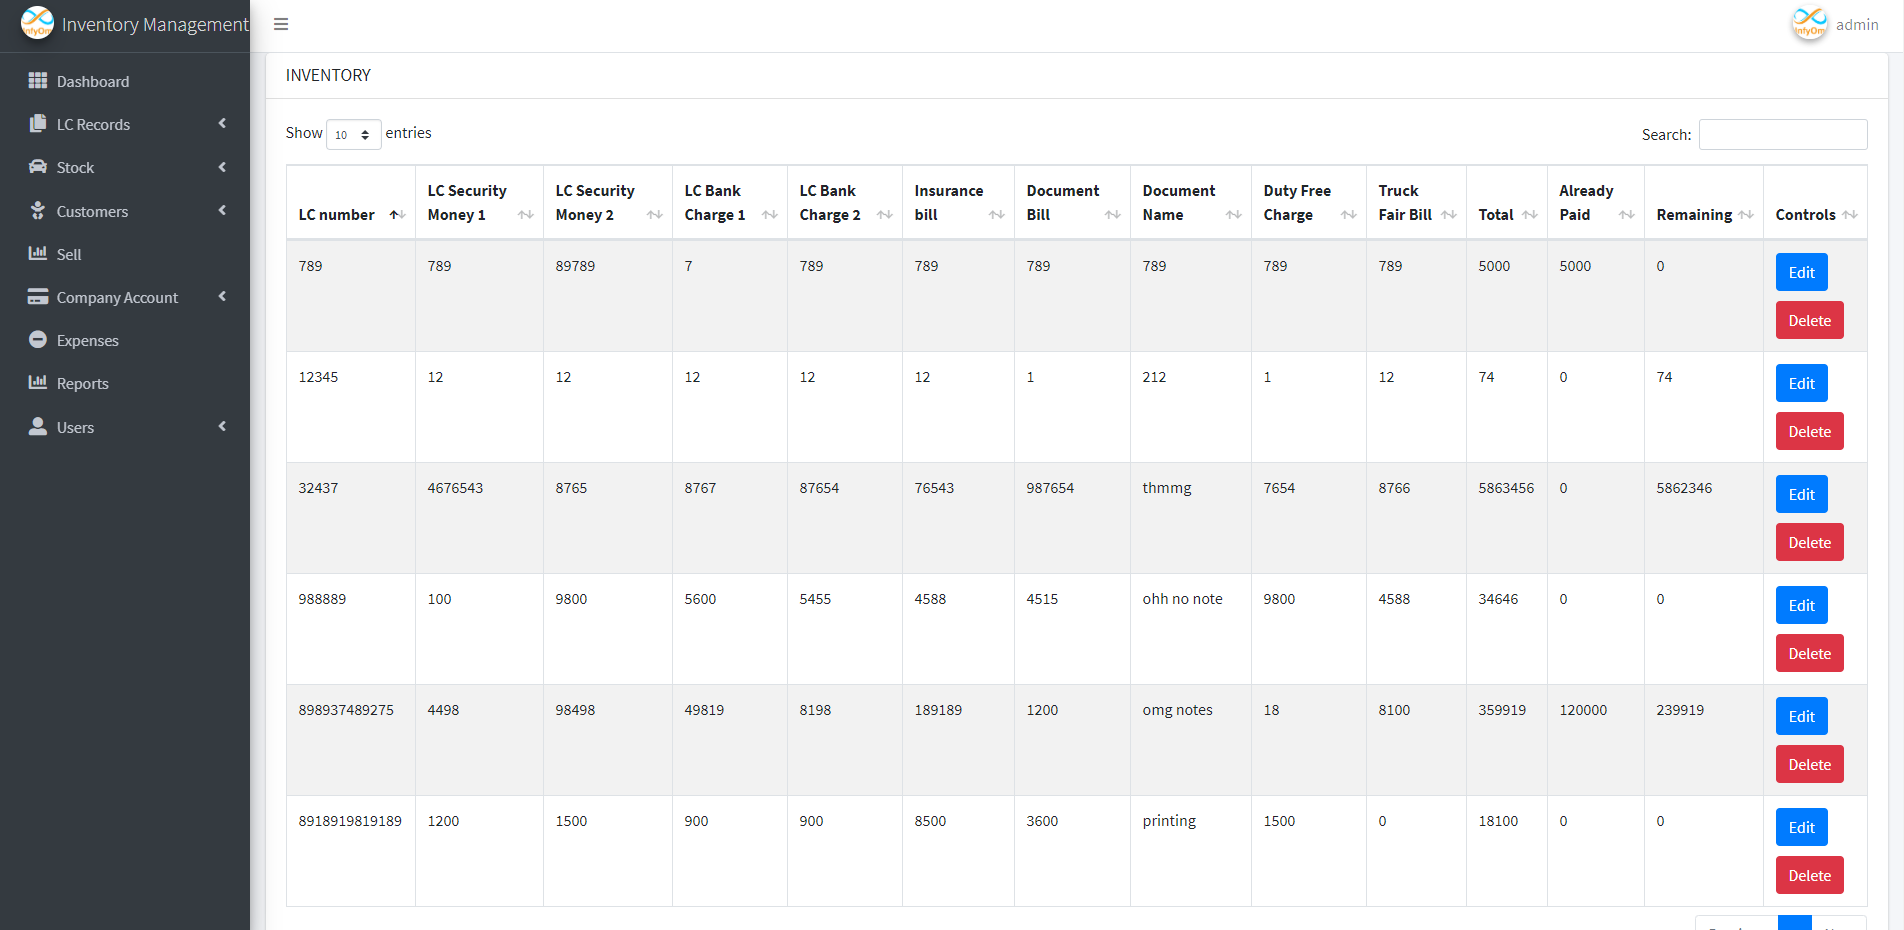 InfyOm Inventory Management
InfyOm admin
Dashboard
LC Records
Stock
Customers
Sell
Company Account
Expenses
Reports
Users
INVENTORY
Show 10 entries
Search:
LC number LC Security Money 1 LC Security Money 2 LC Bank Charge 1 LC Bank Charge 2 Insurance bill Document Bill Document Name Duty Free Charge Truck Fair Bill Total Already Paid Remaining Controls
789 789 89789 7 789 789 789 789 789 789 5000 5000 0 Edit
Delete
12345 12 12 12 12 12 1 212 1 12 74 0 74 Edit
Delete
32437 4676543 8765 8767 87654 76543 987654 thmmg 7654 8766 5863456 0 5862346 Edit
Delete
988889 100 9800 5600 5455 4588 4515 ohh no note 9800 4588 34646 0 0 Edit
Delete
898937489275 4498 98498 49819 8198 189189 1200 omg notes 18 8100 359919 120000 239919 Edit
Delete
8918919819189 1200 1500 900 900 8500 3600 printing 1500 0 18100 0 0 Edit
Delete